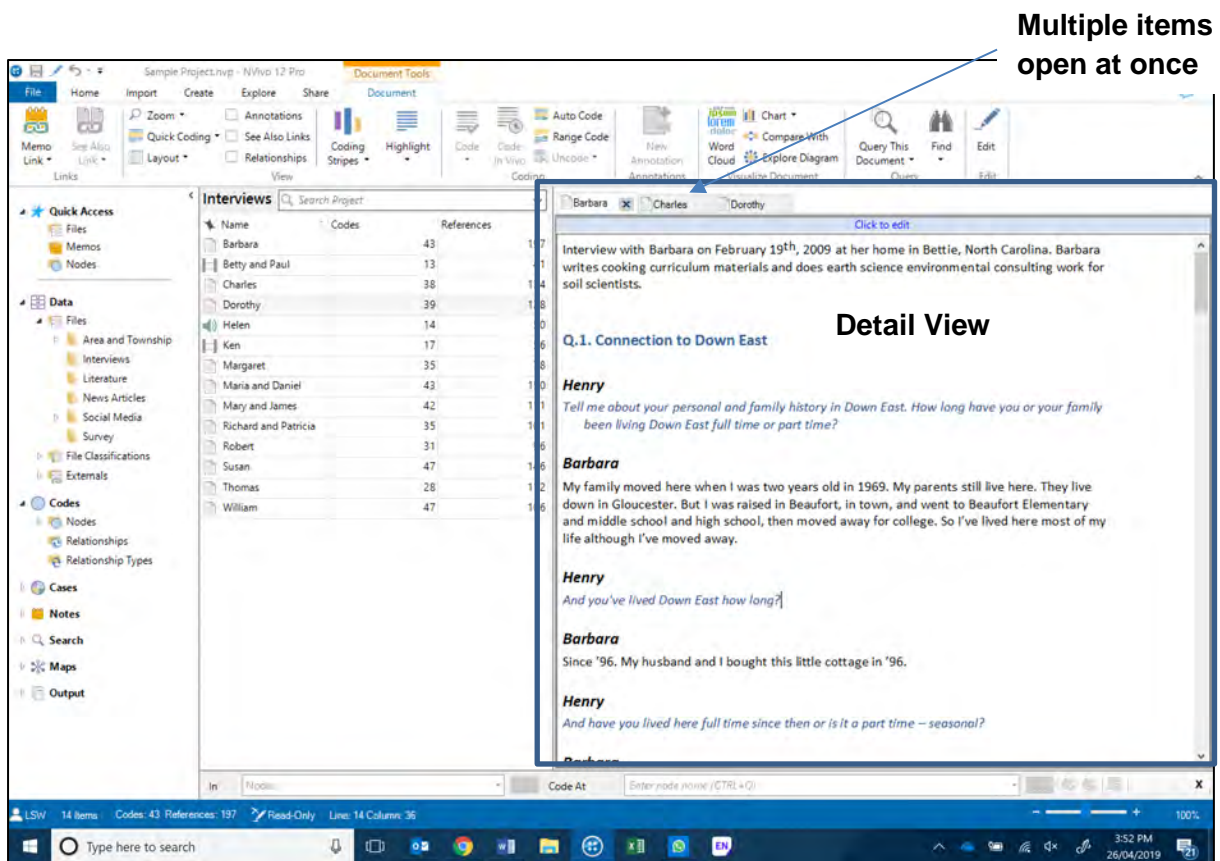 Multiple items
open at once
Sample Project.nvp - NVivo 12 Pro
Document Tools
File Home Import Create Explore Share Document
Memo Link
See Also Link
Links
Zoom
Quick Coding
Layout
Annotations
See Also Links
Relationships
View
Coding Stripes
Highlight
Code
Code In Vivo
Auto Code
Range Code
Uncode
Coding
New Annotation
Annotations
Word Cloud
Chart
Compare With
Explore Diagram
Visualize Document
Query This Document
Find
Query
Edit
Edit
Quick Access
Files
Memos
Nodes
Data
Files
Area and Township
Interviews
Literature
News Articles
Social Media
Survey
File Classifications
Externals
Codes
Nodes
Relationships
Relationship Types
Cases
Notes
Search
Maps
Output
Interviews Search Project
Name Codes References
Barbara 43
Betty and Paul 13
Charles 38
Dorothy 39
Helen 14
Ken 17
Margaret 35
Maria and Daniel 43
Mary and James 42
Richard and Patricia 35
Robert 31
Susan 47
Thomas 28
William 47
Barbara x Charles Dorothy
Click to edit
Interview with Barbara on February 19th, 2009 at her home in Bettie, North Carolina. Barbara
writes cooking curriculum materials and does earth science environmental consulting work for
soil scientists.
Detail View
Q.1. Connection to Down East
Henry
Tell me about your personal and family history in Down East. How long have you or your family
been living Down East full time or part time?
Barbara
My family moved here when I was two years old in 1969. My parents still live here. They live
down in Gloucester. But I was raised in Beaufort, in town, and went to Beaufort Elementary
and middle school and high school, then moved away for college. So I've lived here most of my
life although I've moved away.
Henry
And you've lived Down East how long?
Barbara
Since '96. My husband and I bought this little cottage in '96.
Henry
And have you lived here full time since then or is it a part time – seasonal?
Barbara
In Nodes Code At Enter node name (CTRL+Q) X
LSW 14 Items Codes: 43 References: 197 Read-Only Line: 14 Column: 36 100%
Type here to search
EN
3:52 PM
26/04/2019
21